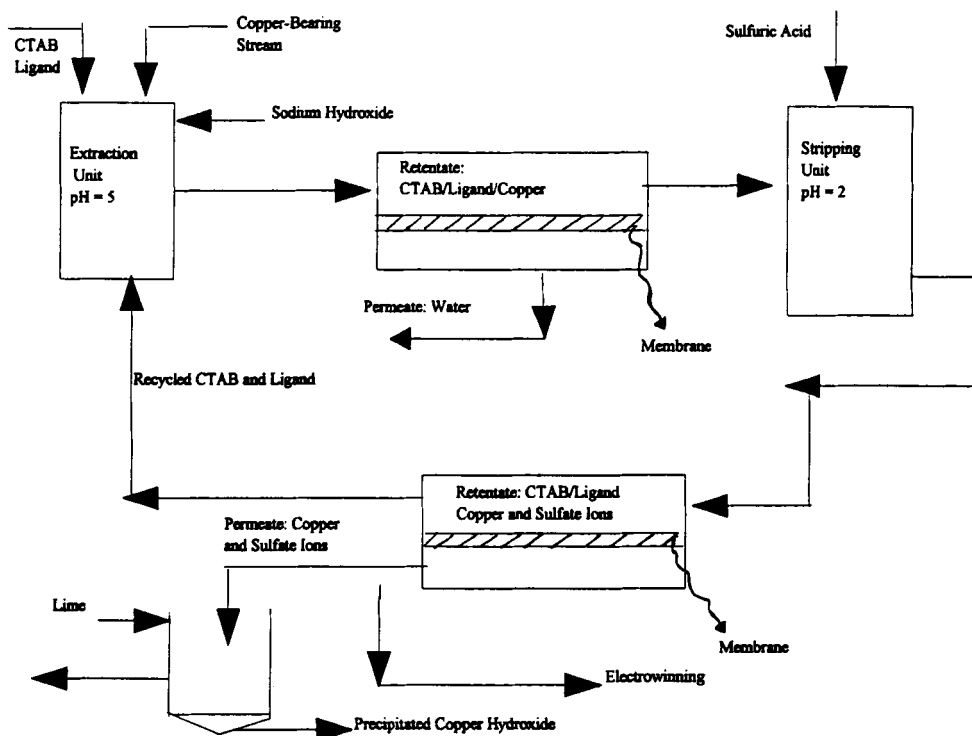 CTAB
Ligand
Copper-Bearing
Stream
Sulfuric Acid
Sodium Hydroxide
Extraction
Unit
pH = 5
Retentate:
CTAB/Ligand/Copper
Stripping
Unit
pH = 2
Permeate: Water
Membrane
Recycled CTAB and Ligand
Retentate: CTAB/Ligand
Copper and Sulfate Ions
Permeate: Copper
and Sulfate Ions
Lime
Membrane
Electrowinning
Precipitated Copper Hydroxide